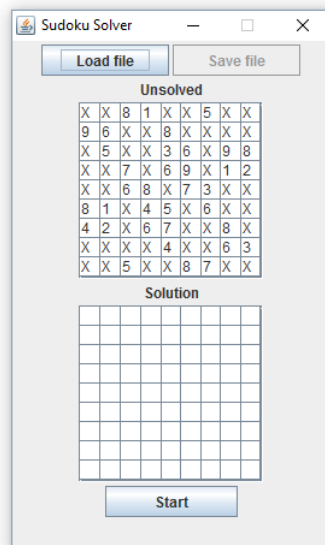 Sudoku Solver
Load file Save file
Unsolved
X X 8 1 X X 5 X X
9 6 X X 8 X X X X
X 5 X X 3 6 X 9 8
X X 7 X 6 9 X 1 2
X X 6 8 X 7 3 X X
8 1 X 4 5 X 6 X X
4 2 X 6 7 X X 8 X
X X X X 4 X X 6 3
X X 5 X X 8 7 X X
Solution
Start